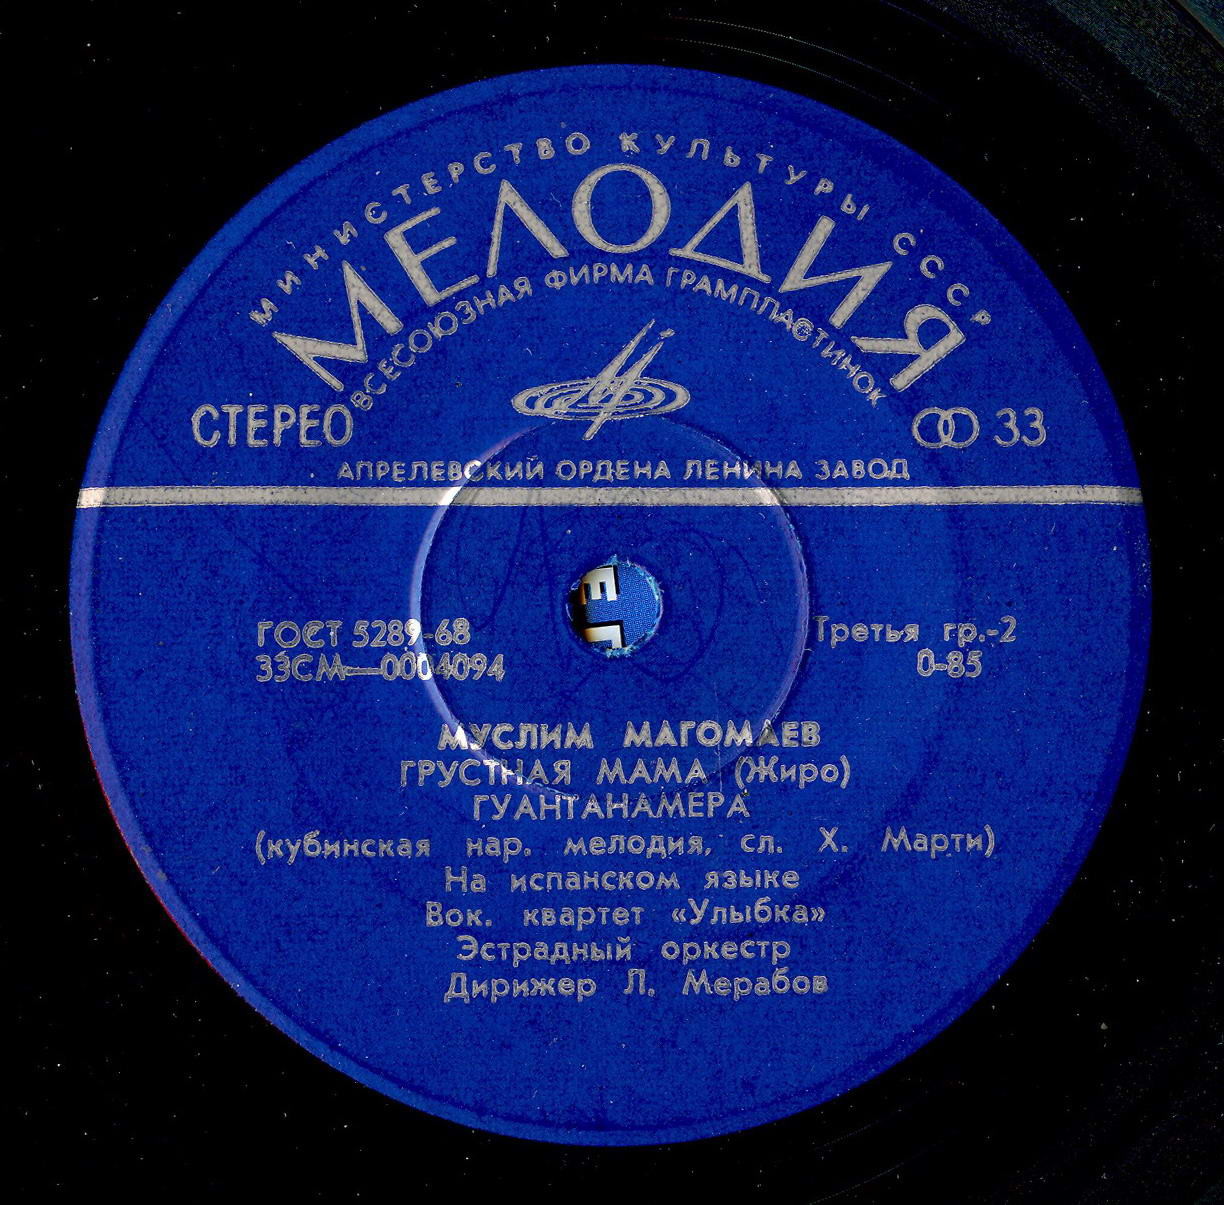 МИНИСТЕРСТВО КУЛЬТУРЫ СССР
МЕЛОДИЯ
ВСЕСОЮЗНАЯ ФИРМА ГРАМПЛАСТИНОК
СТЕРЕО
33
АПРЕЛЕВСКИЙ ОРДЕНА ЛЕНИНА ЗАВОД
ГОСТ 5289-68
Третья гр.-2
33СМ—0004094
0-85
МУСЛИМ МАГОМАЕВ
ГРУСТНАЯ МАМА (Жиро)
ГУАНТАНАМЕРА
(кубинская нар. мелодия, сл. Х. Марти)
На испанском языке
Вок. квартет «Улыбка»
Эстрадный оркестр
Дирижер Л. Мерабов